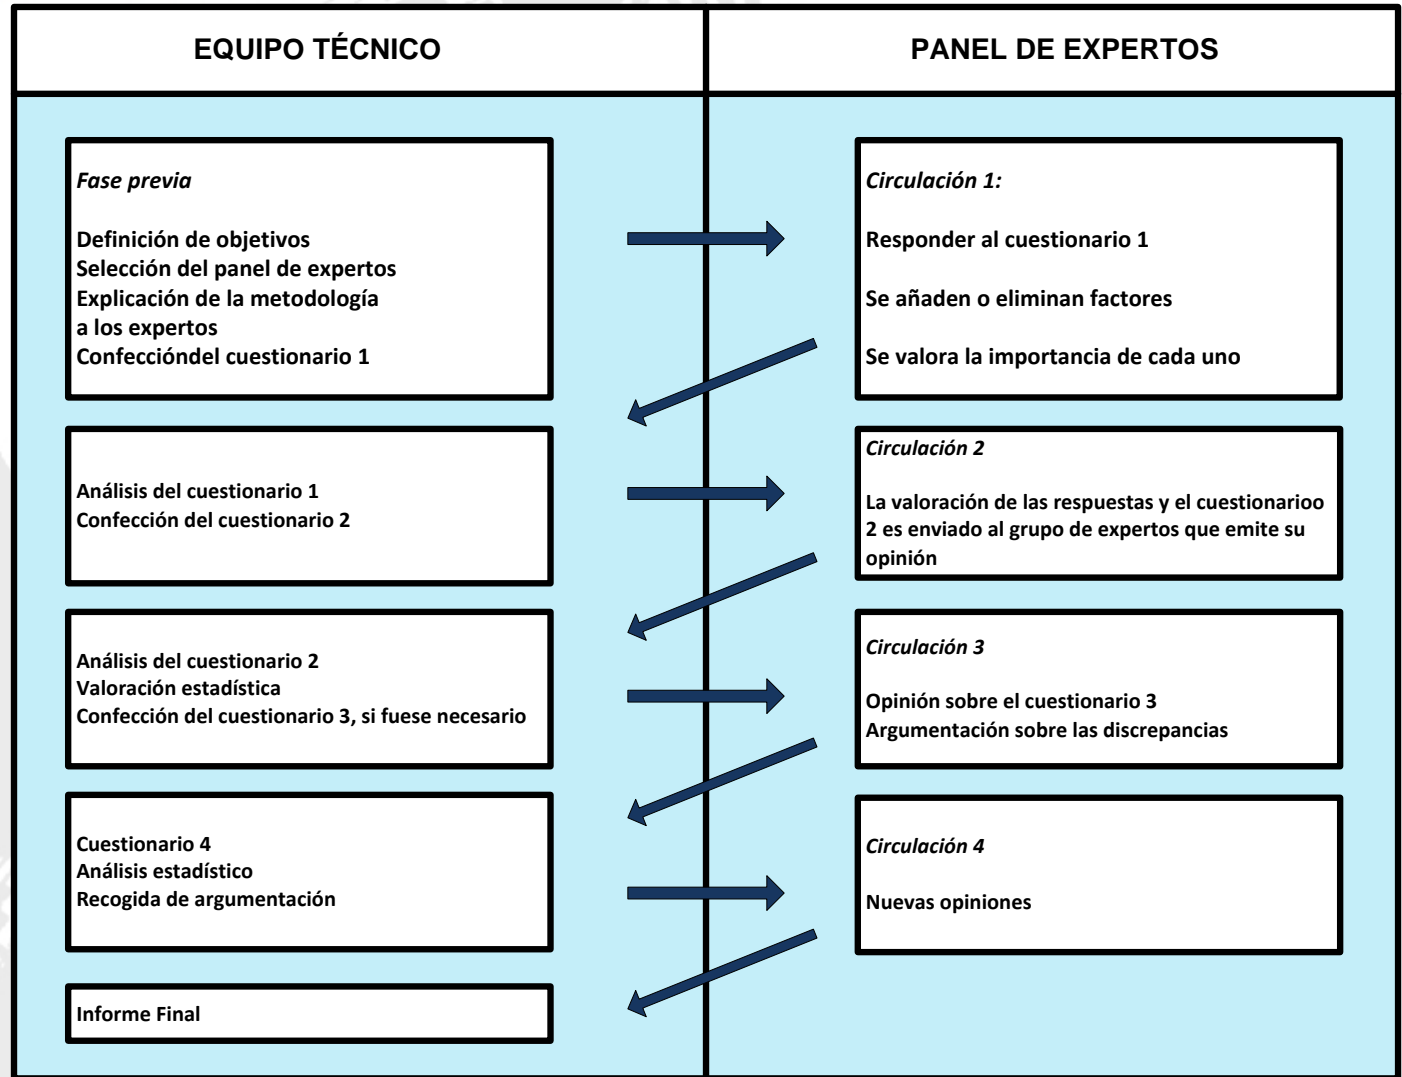 EQUIPO TÉCNICO
PANEL DE EXPERTOS
Fase previa
Definición de objetivos
Selección del panel de expertos
Explicación de la metodología
a los expertos
Confeccióndel cuestionario 1
Circulación 1:
Responder al cuestionario 1
Se añaden o eliminan factores
Se valora la importancia de cada uno
Análisis del cuestionario 1
Confección del cuestionario 2
Circulación 2
La valoración de las respuestas y el cuestionarioo
2 es enviado al grupo de expertos que emite su
opinión
Análisis del cuestionario 2
Valoración estadística
Confección del cuestionario 3, si fuese necesario
Circulación 3
Opinión sobre el cuestionario 3
Argumentación sobre las discrepancias
Cuestionario 4
Análisis estadístico
Recogida de argumentación
Circulación 4
Nuevas opiniones
Informe Final